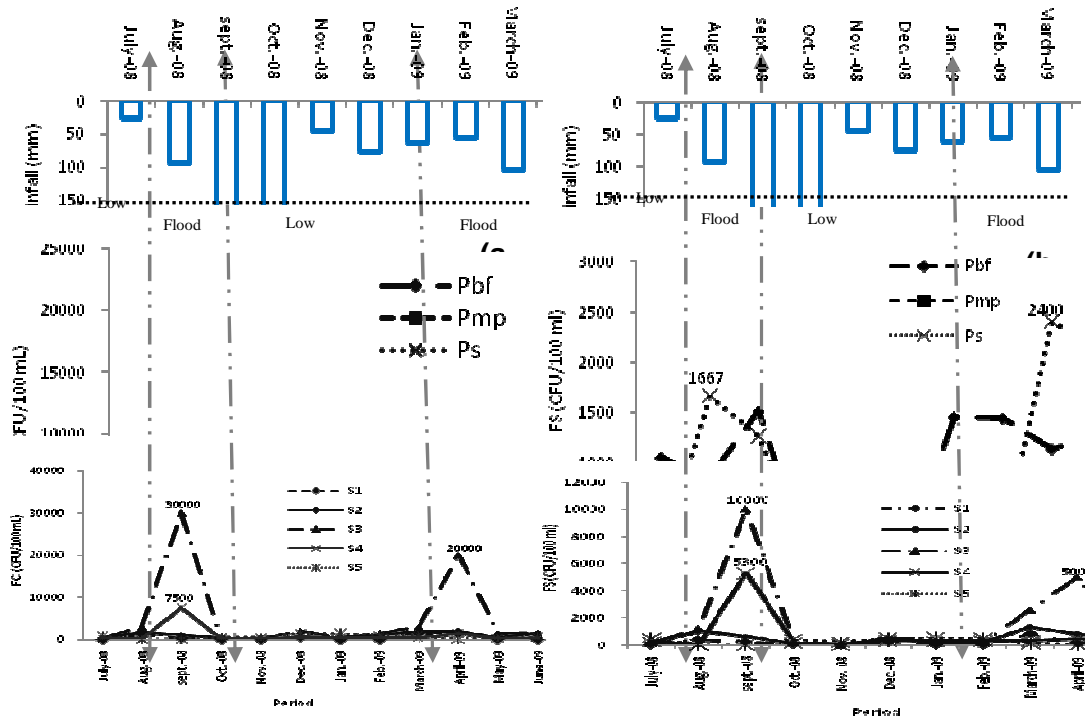 July-08
Aug.-08
sept.-08
Oct.-08
Nov.-08
Dec.-08
Jan.-09
Feb.-09
March-09
0
50
100
150
infall (mm)
Low
Flood
Low
Flood
25000
20000
15000
10000
FU/100 mL)
Pbf
Pmp
Ps
40000
30000
20000
10000
0
FC (CFU/100mL)
30000
7500
20000
S1
S2
S3
S4
S5
July-08
Aug-08
sept.-08
Oct.-08
Nov.-08
Dec.-08
Jan.-09
Feb.-09
March-09
April-09
May-09
June-09
Period
July-08
Aug.-08
sept.-08
Oct.-08
Nov.-08
Dec.-08
Jan.-09
Feb.-09
March-09
0
50
100
150
infall (mm)
Low
Flood
Low
Flood
3000
2500
2000
1500
1000
FS (CFU/100 ml)
Pbf
Pmp
Ps
1667
2400
12000
10000
8000
6000
4000
2000
0
FS(CFU/100 ml)
10000
5300
500
S1
S2
S3
S4
S5
July-08
Aug.-08
sept.-08
Oct.-08
Nov.-08
Dec.-08
Jan.-09
Feb.-09
March-09
April-09
Period